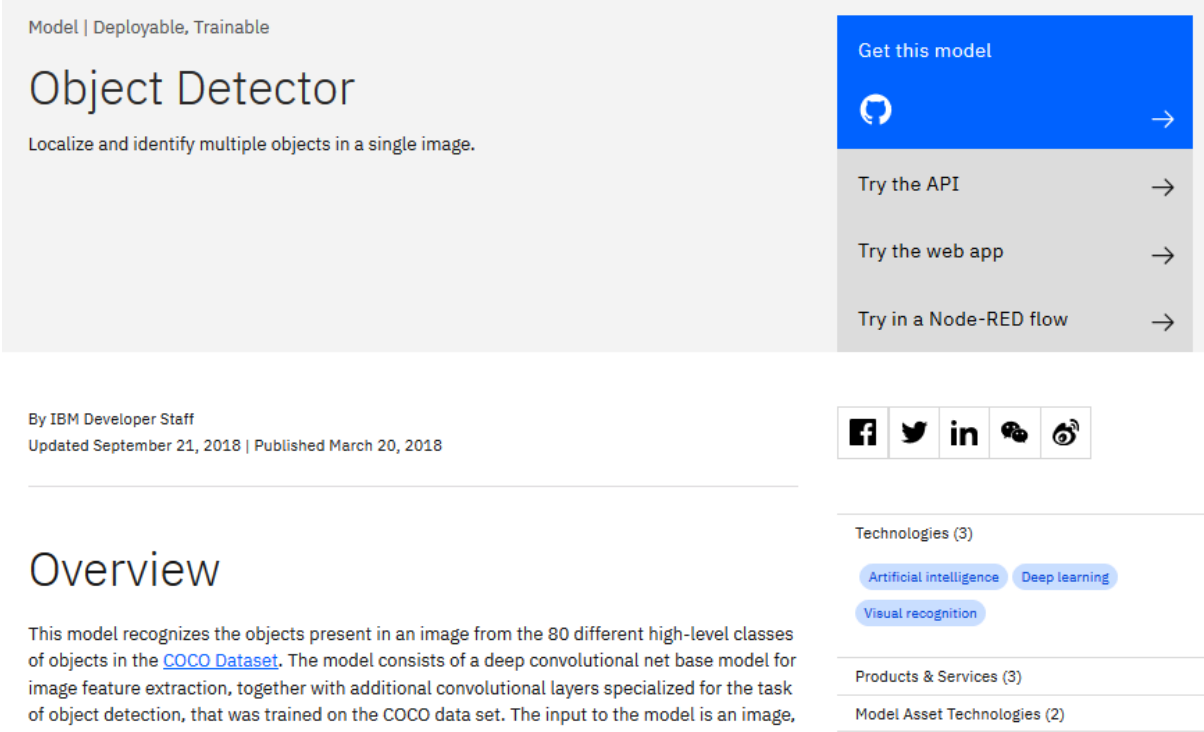 Model | Deployable, Trainable
Object Detector
Localize and identify multiple objects in a single image.
Get this model
Try the API
Try the web app
Try in a Node-RED flow
By IBM Developer Staff
Updated September 21, 2018 | Published March 20, 2018
Overview
This model recognizes the objects present in an image from the 80 different high-level classes
of objects in the COCO Dataset. The model consists of a deep convolutional net base model for
image feature extraction, together with additional convolutional layers specialized for the task
of object detection, that was trained on the COCO data set. The input to the model is an image,
Technologies (3)
Artificial intelligence Deep learning
Visual recognition
Products & Services (3)
Model Asset Technologies (2)